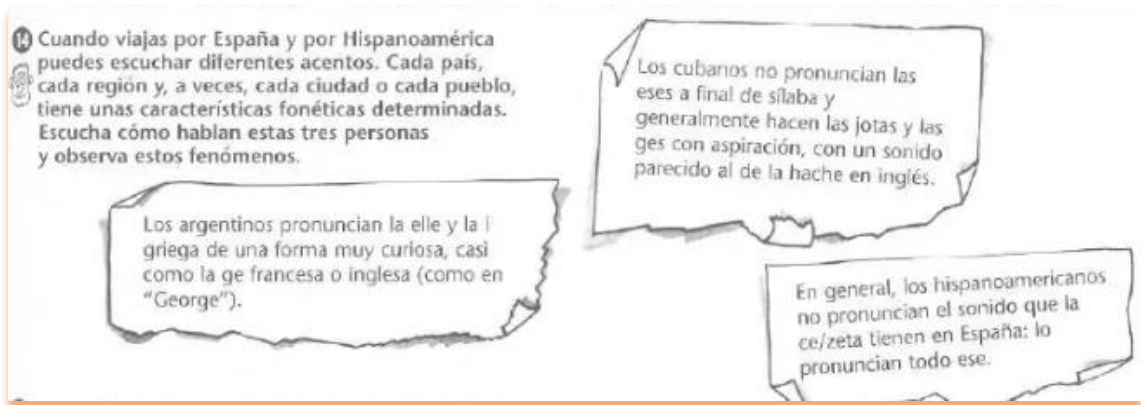 14 Cuando viajas por España y por Hispanoamérica
puedes escuchar diferentes acentos. Cada país,
cada región y, a veces, cada ciudad o cada pueblo,
tiene unas características fonéticas determinadas.
Escucha cómo hablan estas tres personas
y observa estos fenómenos.
Los cubanos no pronuncian las
eses a final de sílaba y
generalmente hacen las jotas y las
ges con aspiración, con un sonido
parecido al de la hache en inglés.
Los argentinos pronuncian la elle y la i
griega de una forma muy curiosa, casi
como la ge francesa o inglesa (como en
"George").
En general, los hispanoamericanos
no pronuncian el sonido que la
ce/zeta tienen en España: lo
pronuncian todo ese.